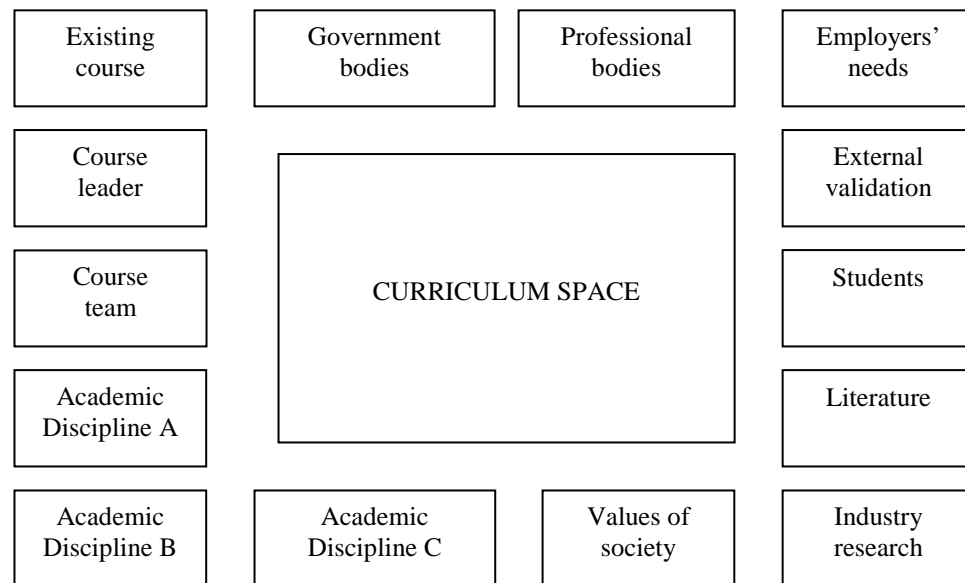 Existing
course
Government
bodies
Professional
bodies
Employers’
needs
Course
leader
External
validation
Course
team
CURRICULUM SPACE
Students
Academic
Discipline A
Literature
Academic
Discipline B
Academic
Discipline C
Values of
society
Industry
research